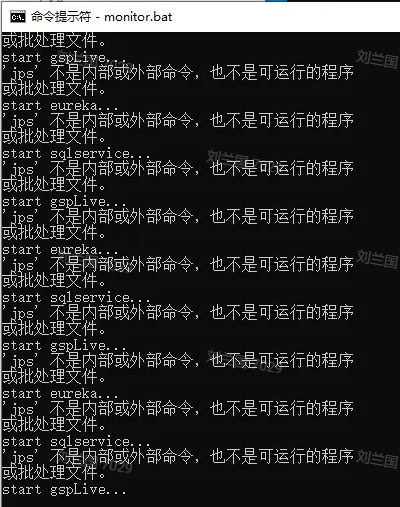 命令提示符 - monitor.bat
或批处理文件。
start gspLive...
'jps' 不是内部或外部命令，也不是可运行的程序
或批处理文件。
start eureka...
'jps' 不是内部或外部命令，也不是可运行的程序
或批处理文件。
start sqlservice...
'jps' 不是内部或外部命令，也不是可运行的程序
或批处理文件。
start gspLive...
'jps' 不是内部或外部命令，也不是可运行的程序
或批处理文件。
start eureka...
'jps' 不是内部或外部命令，也不是可运行的程序
或批处理文件。
start sqlservice...
'jps' 不是内部或外部命令，也不是可运行的程序
或批处理文件。
start gspLive...
'jps' 不是内部或外部命令，也不是可运行的程序
或批处理文件。
start eureka...
'jps' 不是内部或外部命令，也不是可运行的程序
或批处理文件。
start sqlservice...
'jps' 不是内部或外部命令，也不是可运行的程序
或批处理文件。
start gspLive...
刘兰国
刘兰国
刘兰国 7029
刘兰国
刘兰国 7029
刘兰国
7029